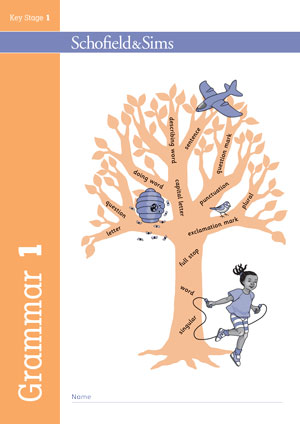 Key Stage 1
Schofield&Sims
Grammar 1
describing word
sentence
question mark
doing word
capital letter
punctuation
plural
question
letter
exclamation mark
full stop
word
singular
Name